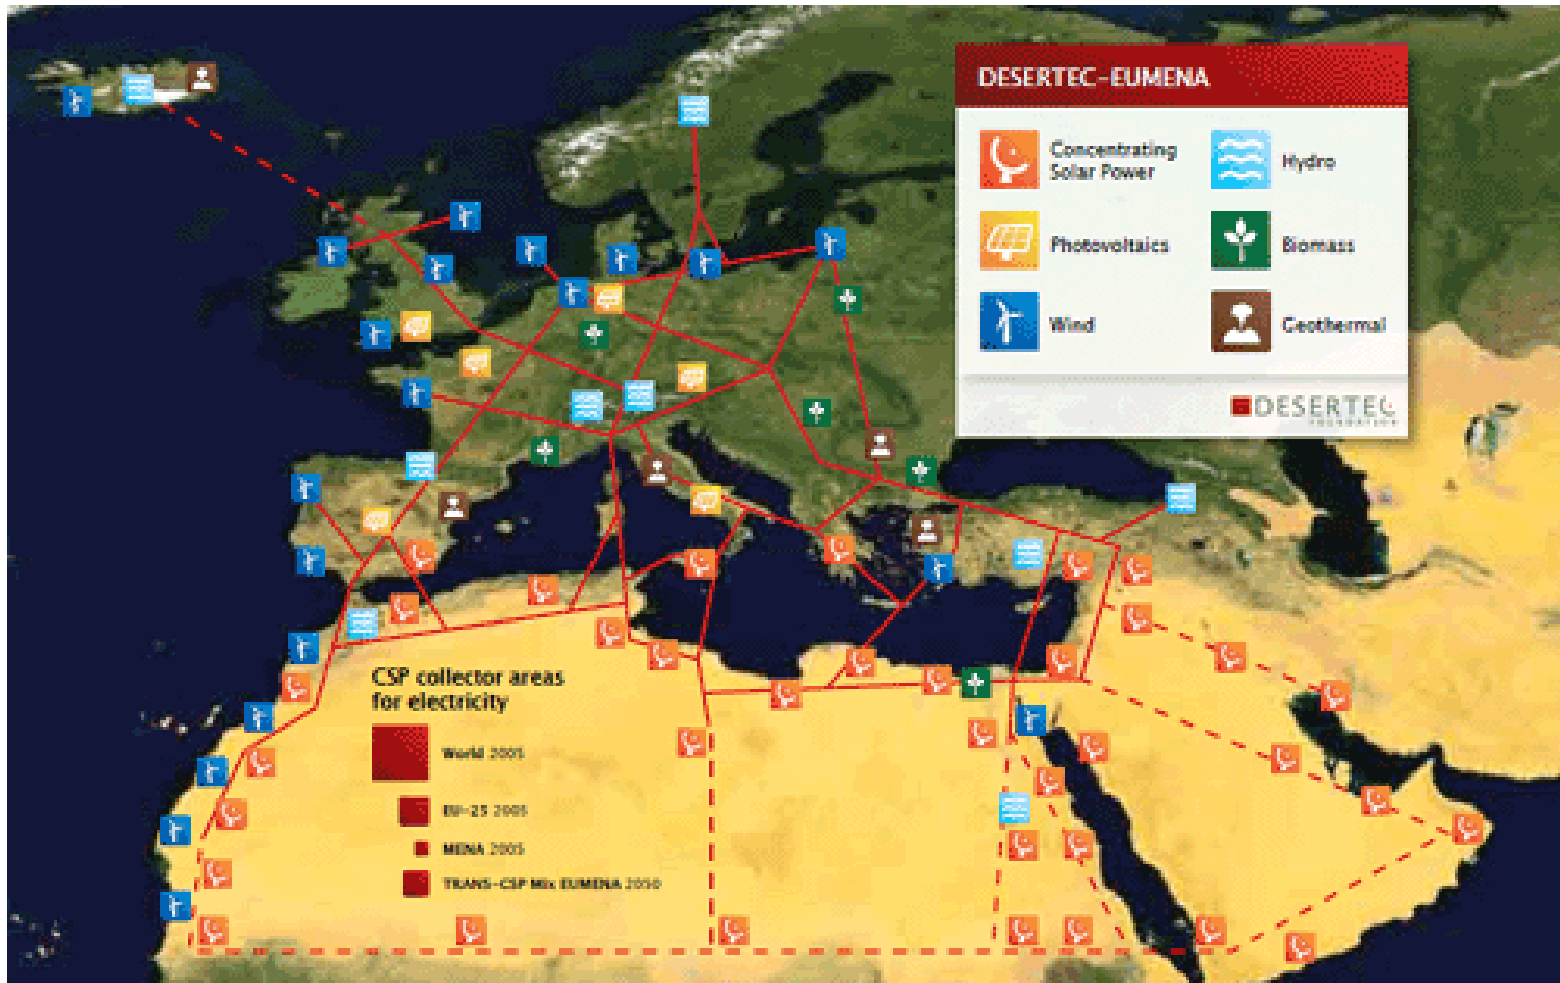 DESERTEC-EUMENA
Concentrating
Solar Power
Hydro
Photovoltaics
Biomass
Wind
Geothermal
DESERTEC
FOUNDATION
CSP collector areas
for electricity
World 2005
EU-25 2005
MENA 2005
TRANS-CSP Mix EUMENA 2050